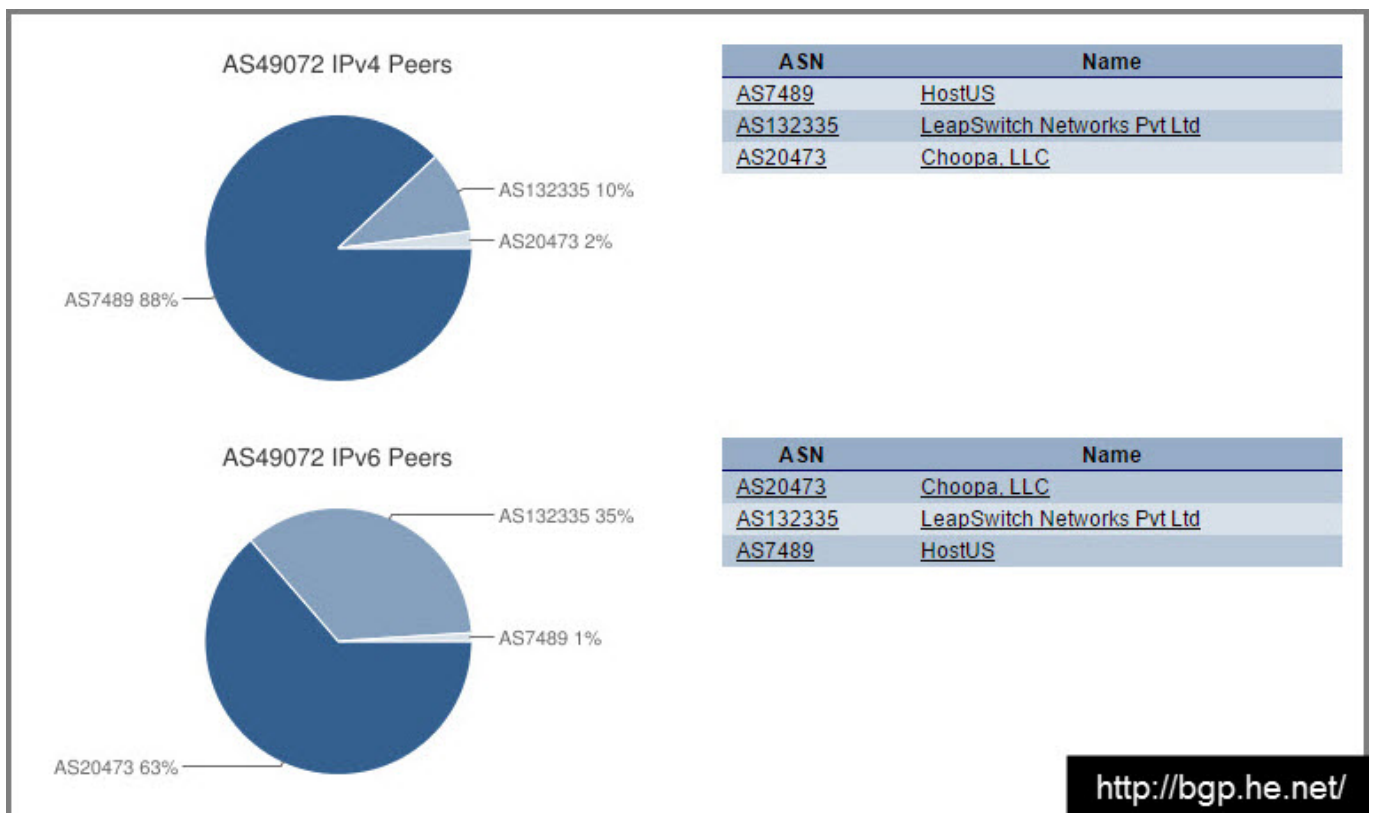 AS49072 IPv4 Peers
AS132335 10%
AS20473 2%
AS7489 88%
ASN Name
AS7489 HostUS
AS132335 LeapSwitch Networks Pvt Ltd
AS20473 Choopa, LLC
AS49072 IPv6 Peers
AS132335 35%
AS7489 1%
AS20473 63%
ASN Name
AS20473 Choopa, LLC
AS132335 LeapSwitch Networks Pvt Ltd
AS7489 HostUS
http://bgp.he.net/